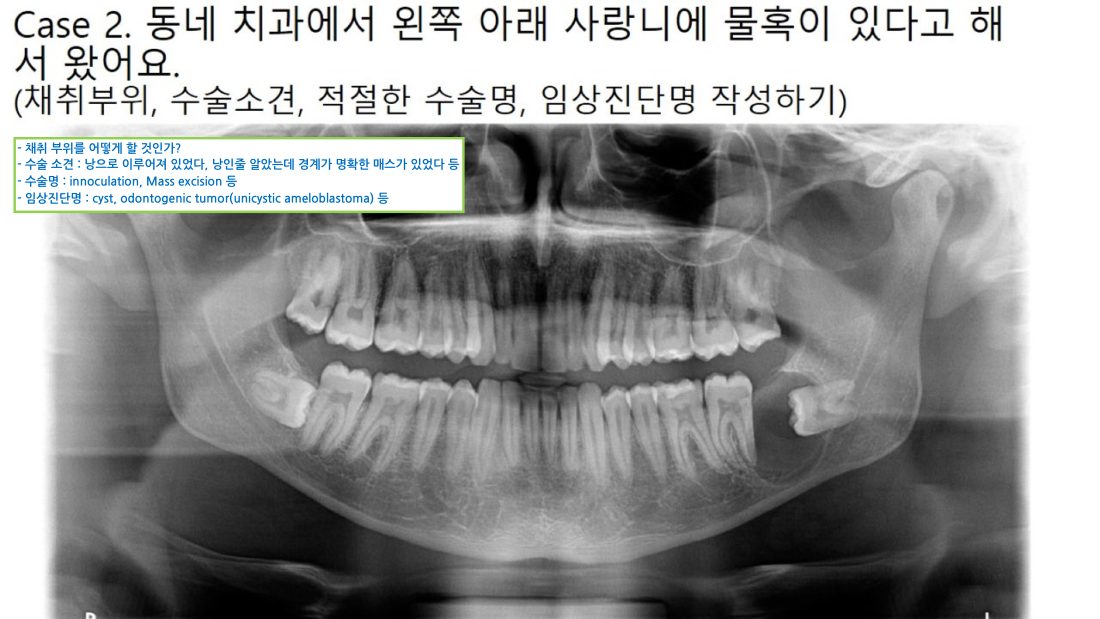 Case 2. 동네 치과에서 왼쪽 아래 사랑니에 물혹이 있다고 해
서 왔어요.
(채취부위, 수술소견, 적절한 수술명, 임상진단명 작성하기)
- 채취 부위를 어떻게 할 것인가?
- 수술 소견 : 낭으로 이루어져 있었다, 낭인줄 알았는데 경계가 명확한 매스가 있었다 등
- 수술명 : innoculation, Mass excision 등
- 임상진단명 : cyst, odontogenic tumor(unicystic ameloblastoma) 등